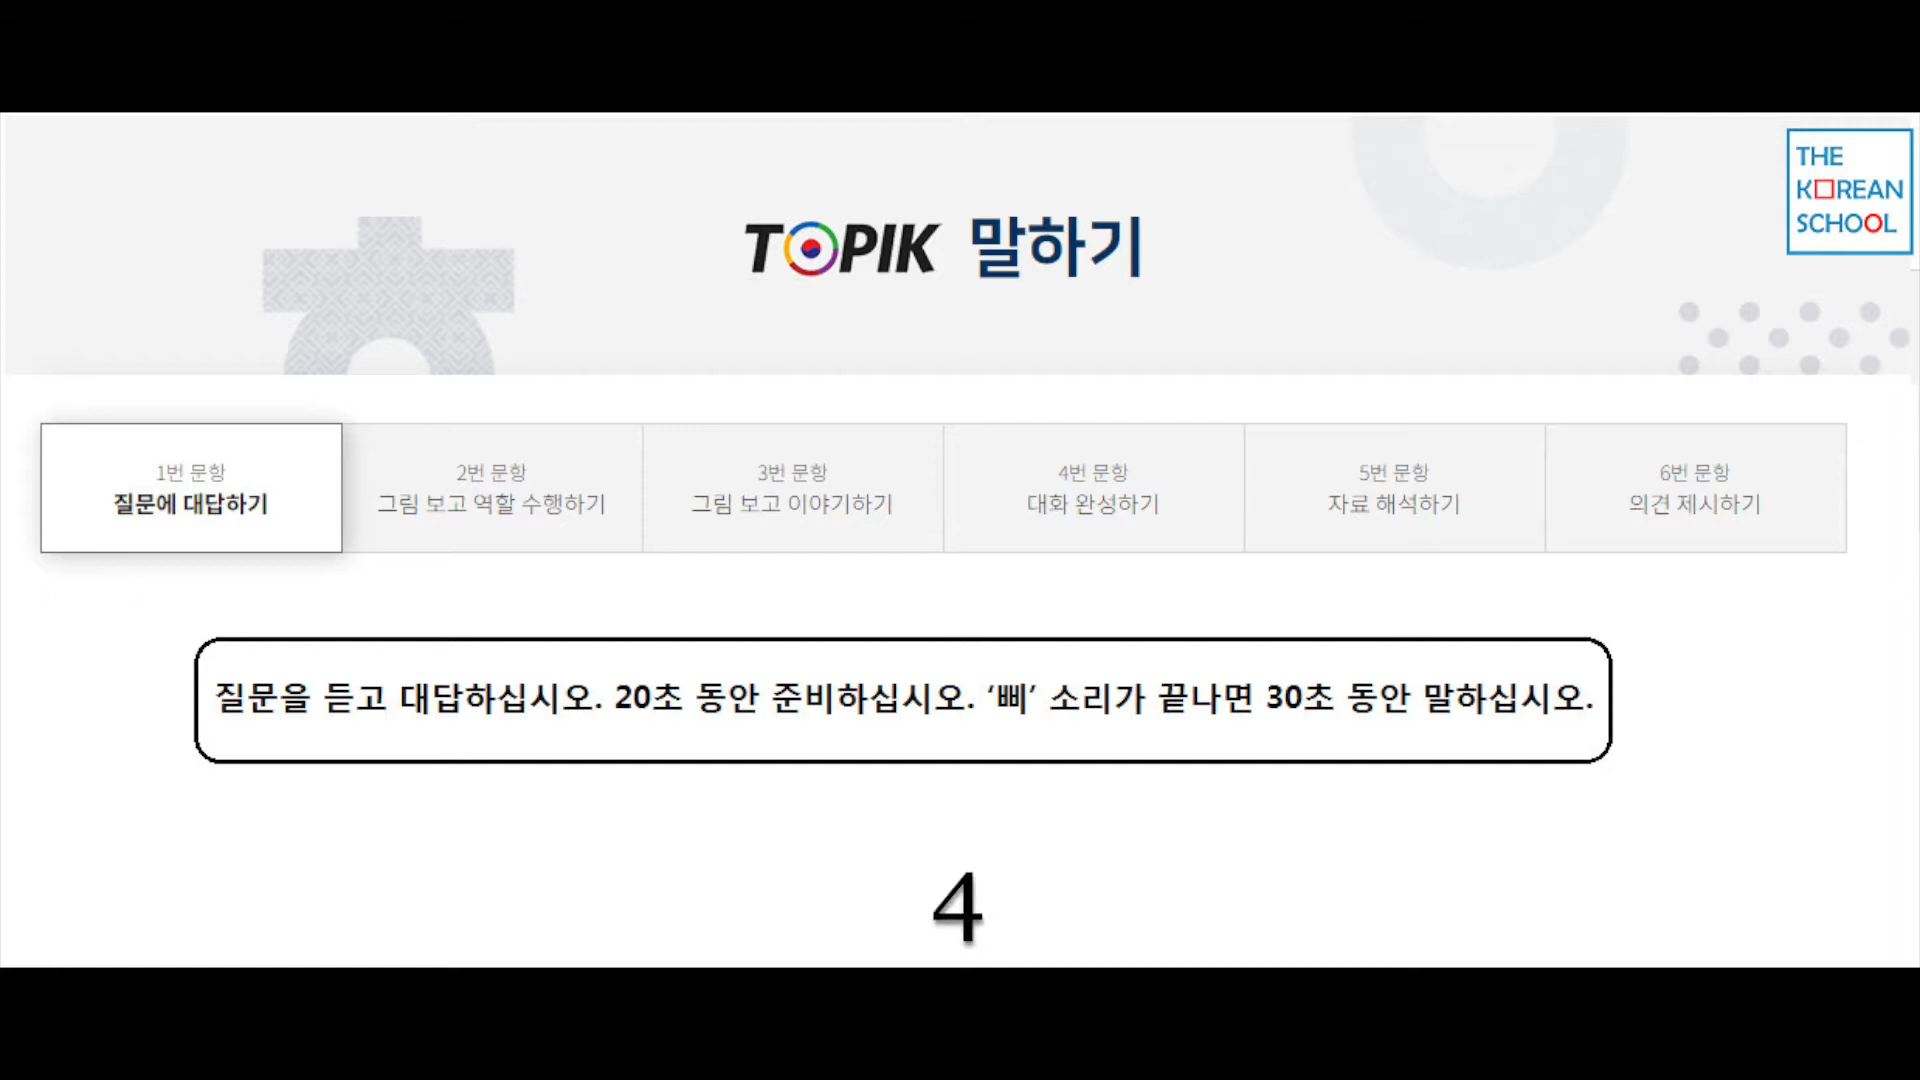 THE
KOREAN
SCHOOL
TOPIK 말하기
1번 문항
질문에 대답하기
2번 문항
그림 보고 역할 수행하기
3번 문항
그림 보고 이야기하기
4번 문항
대화 완성하기
5번 문항
자료 해석하기
6번 문항
의견 제시하기
질문을 듣고 대답하십시오. 20초 동안 준비하십시오. ‘삐’ 소리가 끝나면 30초 동안 말하십시오.
4